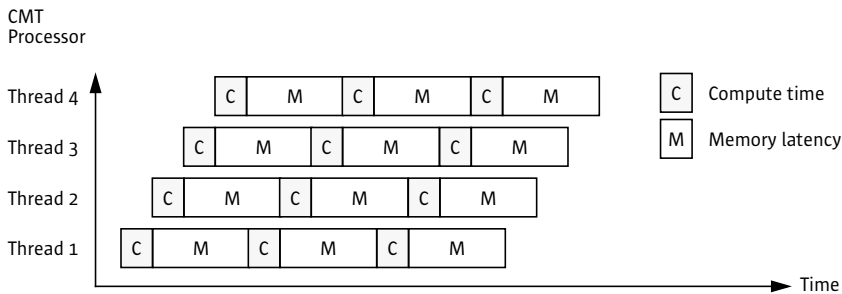 CMT
Processor
Thread 4 C M C M C M C Compute time
Thread 3 C M C M C M M Memory latency
Thread 2 C M C M C M
Thread 1 C M C M C M
Time